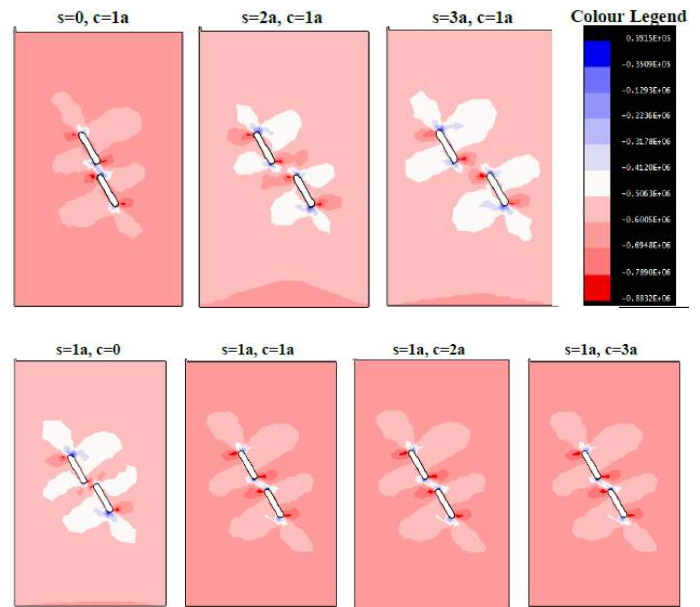 s=0, c=1a
s=2a, c=1a
s=3a, c=1a
Colour Legend
0.5915E+05
-0.3509E+05
-0.1293E+06
-0.2236E+06
-0.3178E+06
-0.4120E+06
-0.5063E+06
-0.6005E+06
-0.6948E+06
-0.7890E+06
-0.8832E+06
s=1a, c=0
s=1a, c=1a
s=1a, c=2a
s=1a, c=3a